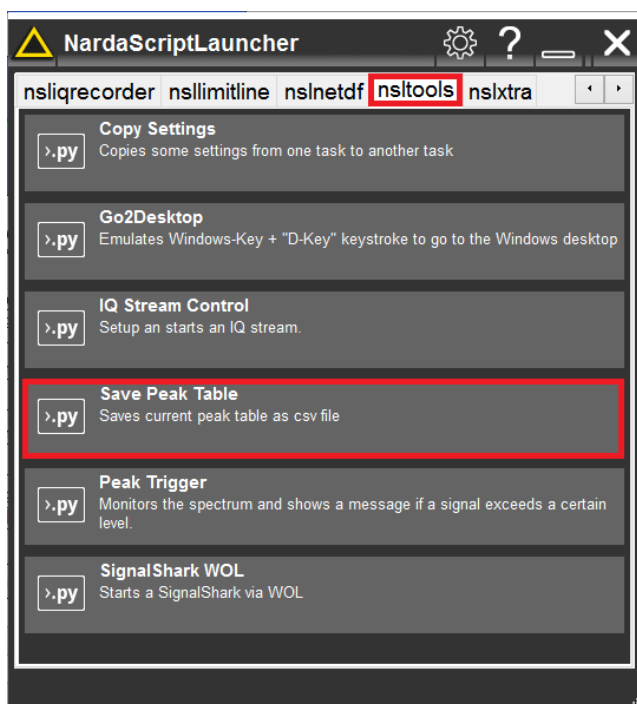 NardaScriptLauncher ?
nsliqrecorder nsllimitline nslnetdf nsltools nslxtra
Copy Settings
>.py
Copies some settings from one task to another task
Go2Desktop
>.py
Emulates Windows-Key + "D-Key" keystroke to go to the Windows desktop
IQ Stream Control
>.py
Setup an starts an IQ stream.
Save Peak Table
>.py
Saves current peak table as csv file
Peak Trigger
>.py
Monitors the spectrum and shows a message if a signal exceeds a certain
level.
SignalShark WOL
>.py
Starts a SignalShark via WOL